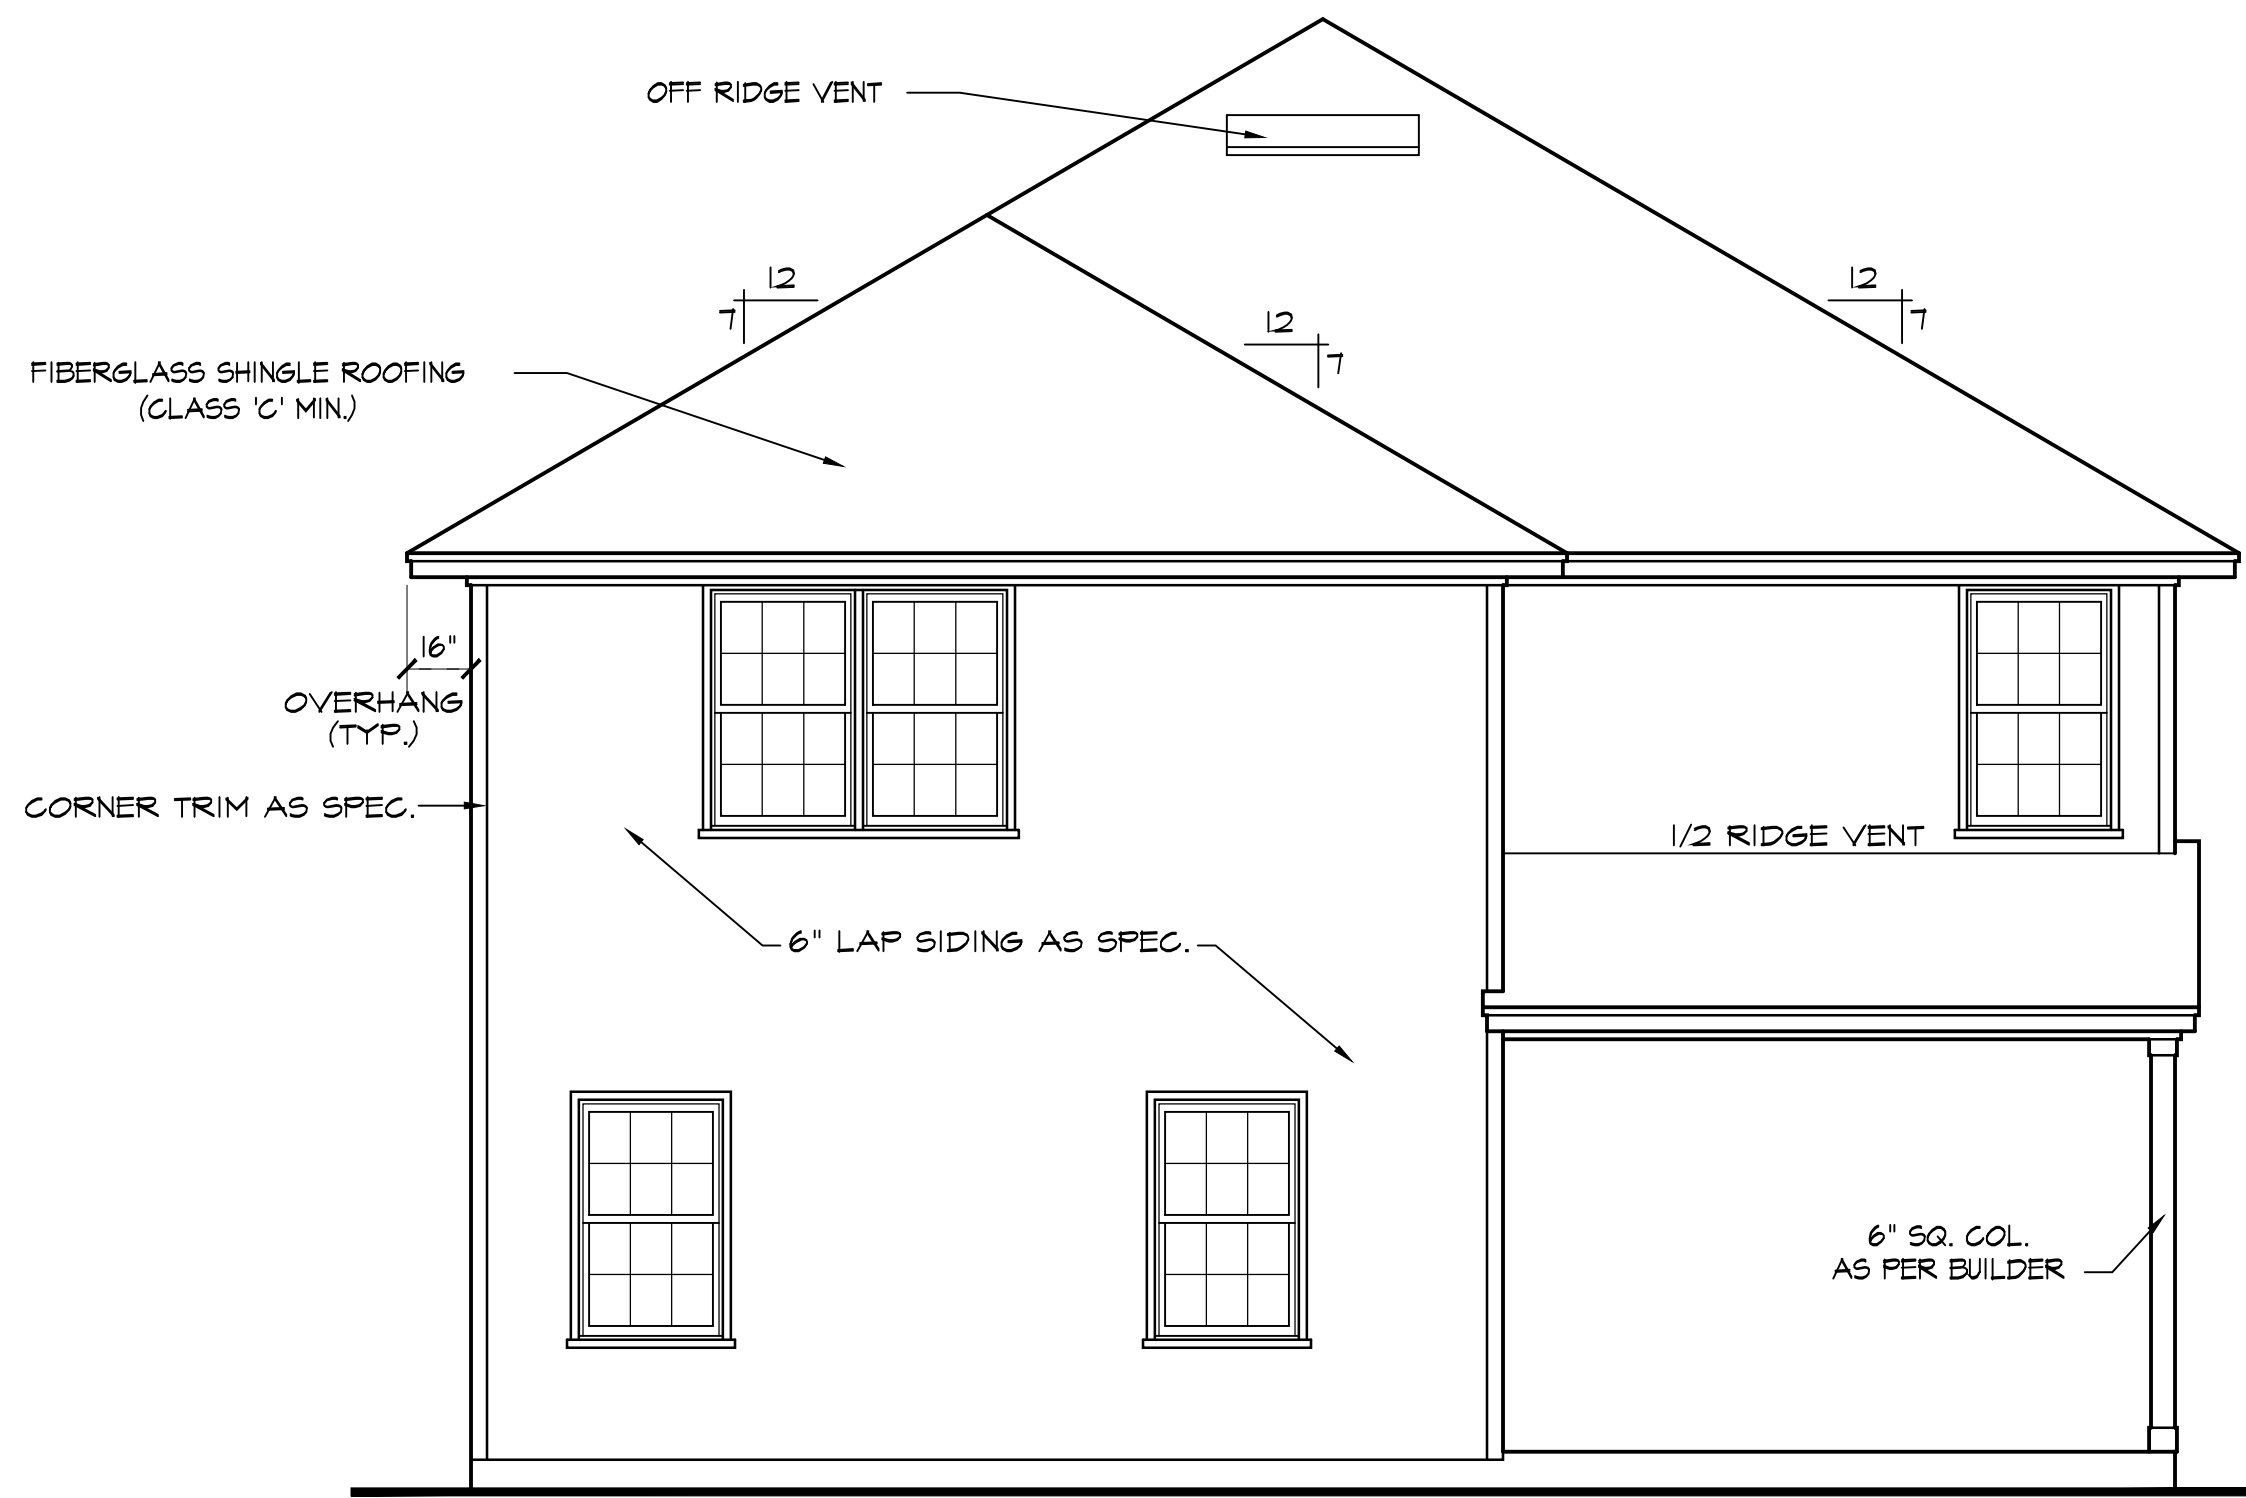 OFF RIDGE VENT
12
7
12
7
12
7
FIBERGLASS SHINGLE ROOFING
(CLASS 'C' MIN.)
16"
OVERHANG
(TYP.)
CORNER TRIM AS SPEC.
1/2 RIDGE VENT
6" LAP SIDING AS SPEC.
6" SQ. COL.
AS PER BUILDER